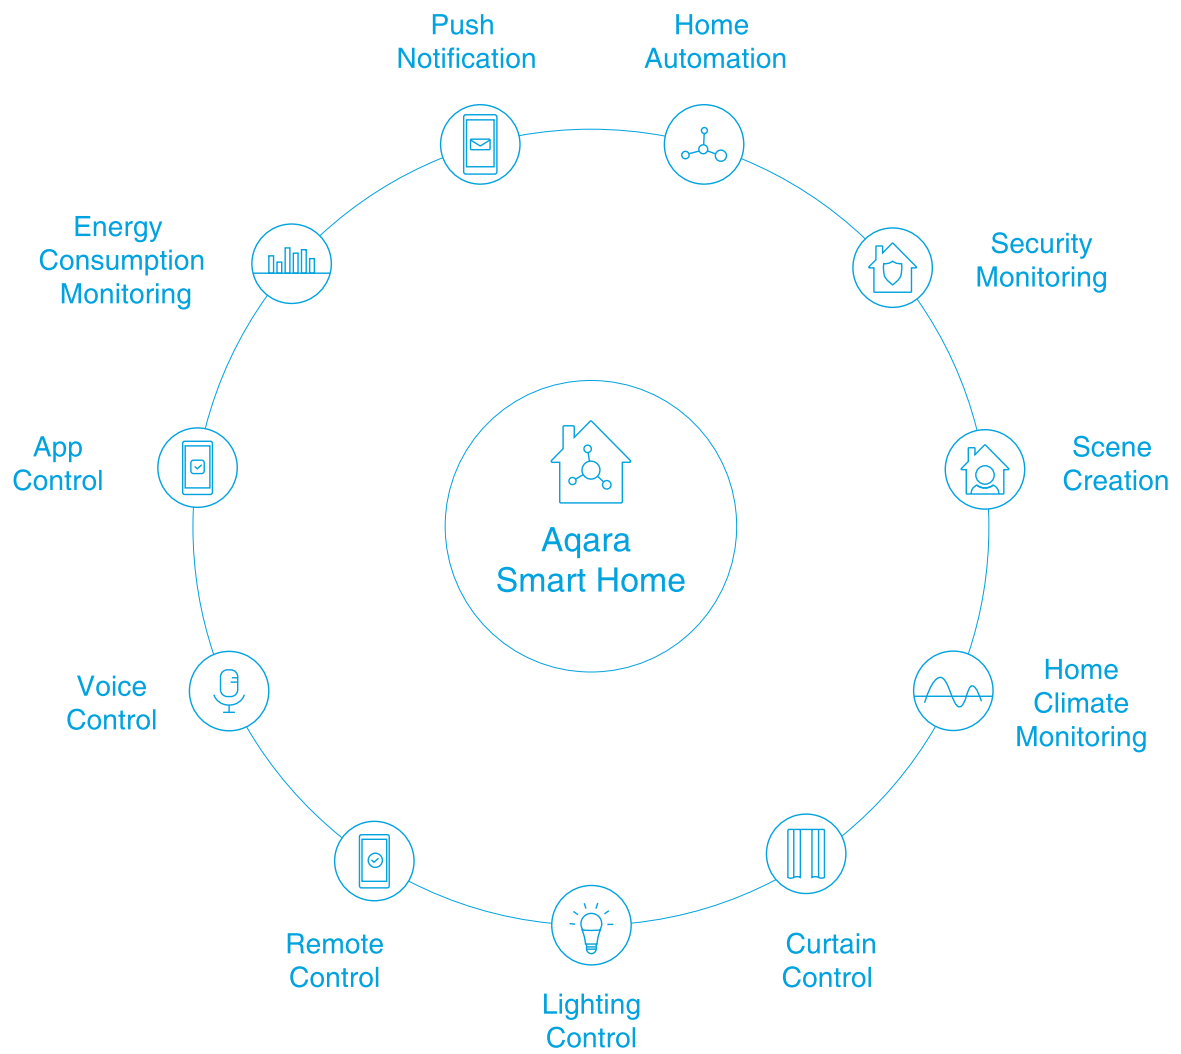 Push
Notification
Home
Automation
Energy
Consumption
Monitoring
Security
Monitoring
App
Control
Scene
Creation
Aqara
Smart Home
Voice
Control
Home
Climate
Monitoring
Remote
Control
Curtain
Control
Lighting
Control